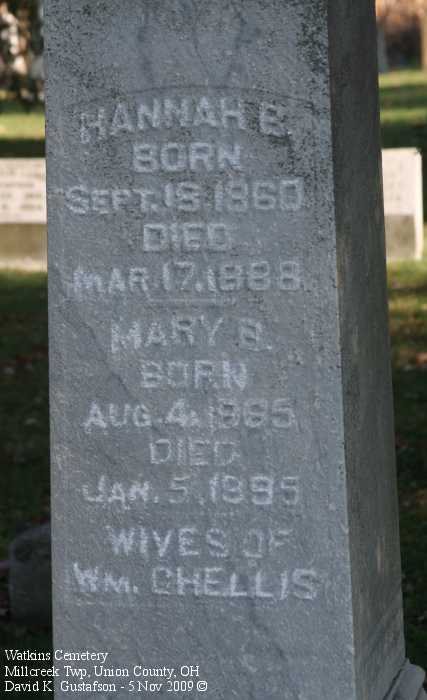 HANNAH B.
BORN
SEPT. 18. 1860
DIED
MAR. 17. 1888
MARY B.
BORN
AUG. 4. 1865
DIED
JAN. 5. 1895
WIVES OF
WM. CHELLIS
Watkins Cemetery
Millcreek Twp, Union County, OH
David K. Gustafson - 5 Nov 2009 ©